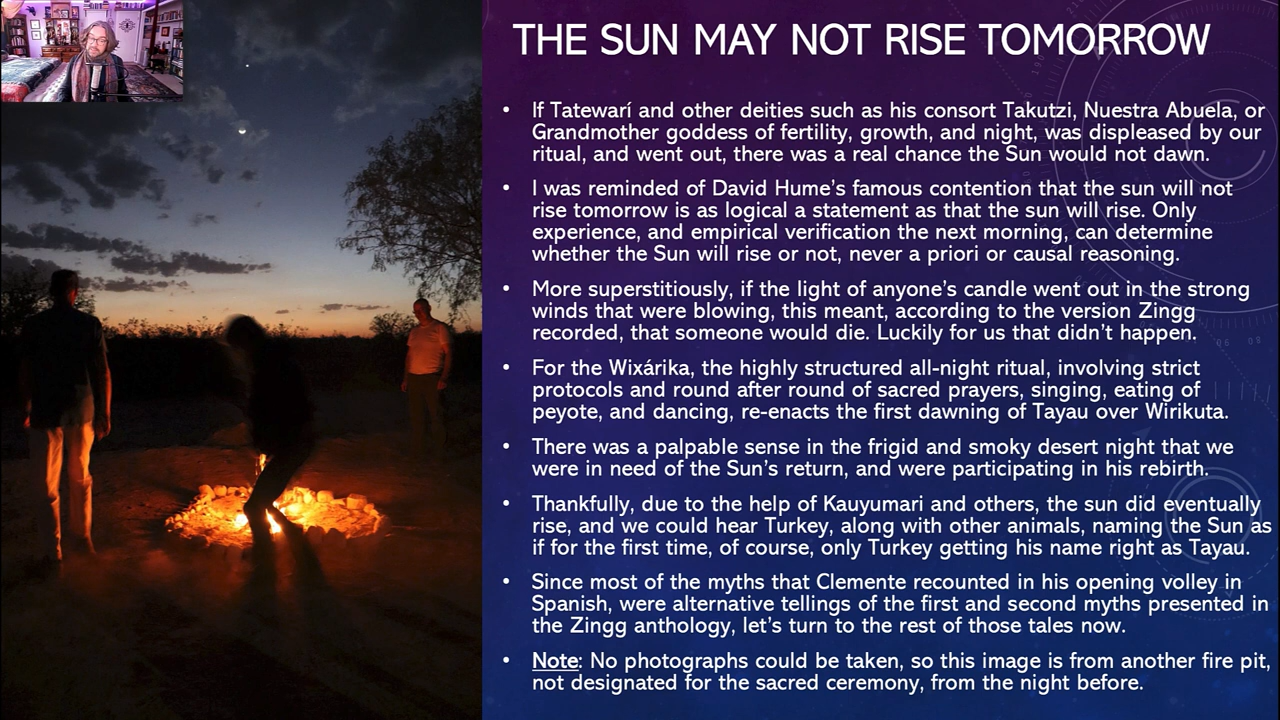 THE SUN MAY NOT RISE TOMORROW
• If Tatewarí and other deities such as his consort Takutzi, Nuestra Abuela, or
Grandmother goddess of fertility, growth, and night, was displeased by our
ritual, and went out, there was a real chance the Sun would not dawn.
• I was reminded of David Hume’s famous contention that the sun will not
rise tomorrow is as logical a statement as that the sun will rise. Only
experience, and empirical verification the next morning, can determine
whether the Sun will rise or not, never a priori or causal reasoning.
• More superstitiously, if the light of anyone’s candle went out in the strong
winds that were blowing, this meant, according to the version Zingg
recorded, that someone would die. Luckily for us that didn’t happen.
• For the Wixárika, the highly structured all-night ritual, involving strict
protocols and round after round of sacred prayers, singing, eating of
peyote, and dancing, re-enacts the first dawning of Tayau over Wirikuta.
• There was a palpable sense in the frigid and smoky desert night that we
were in need of the Sun’s return, and were participating in his rebirth.
• Thankfully, due to the help of Kauyumari and others, the sun did eventually
rise, and we could hear Turkey, along with other animals, naming the Sun as
if for the first time, of course, only Turkey getting his name right as Tayau.
• Since most of the myths that Clemente recounted in his opening volley in
Spanish, were alternative tellings of the first and second myths presented in
the Zingg anthology, let’s turn to the rest of those tales now.
• Note: No photographs could be taken, so this image is from another fire pit,
not designated for the sacred ceremony, from the night before.